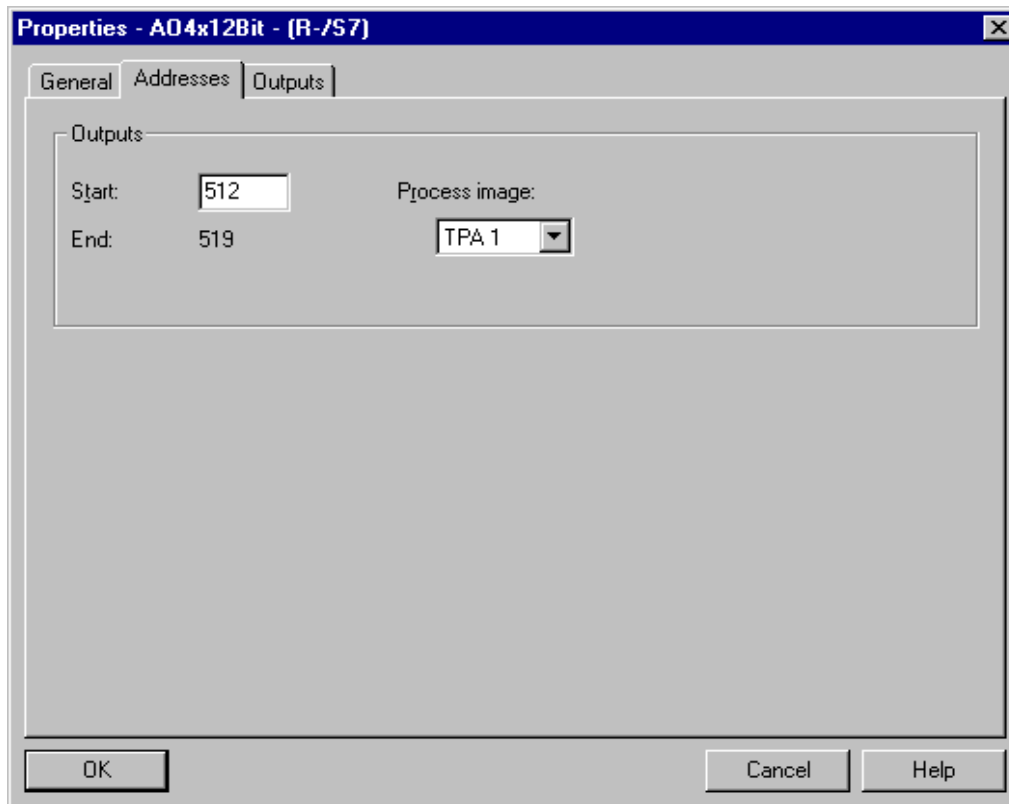 Properties - AO4x12Bit - (R-/S7)
General Addresses Outputs
Outputs
Start: 512 Process image:
End: 519 TPA 1
OK Cancel Help